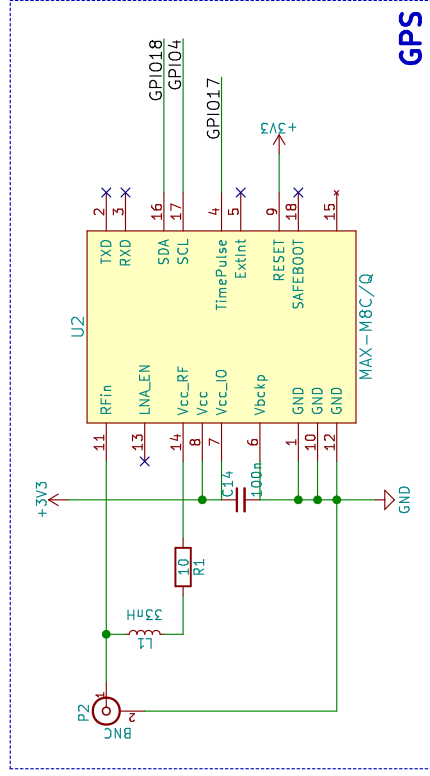 GPS
GPIO18
GPIO4
GPIO17
+3V3
2
3
16
17
4
5
9
18
15
TXD
RXD
SDA
SCL
TimePulse
ExtInt
RESET
SAFEBOOT
U2
MAX-M8C/Q
RFin
LNA_EN
Vcc_RF
Vcc
Vcc_IO
Vbckp
GND
GND
GND
11
13
14
8
7
6
1
10
12
+3V3
C14
100n
GND
10
R1
33nH
L1
P2
1
2
BNC